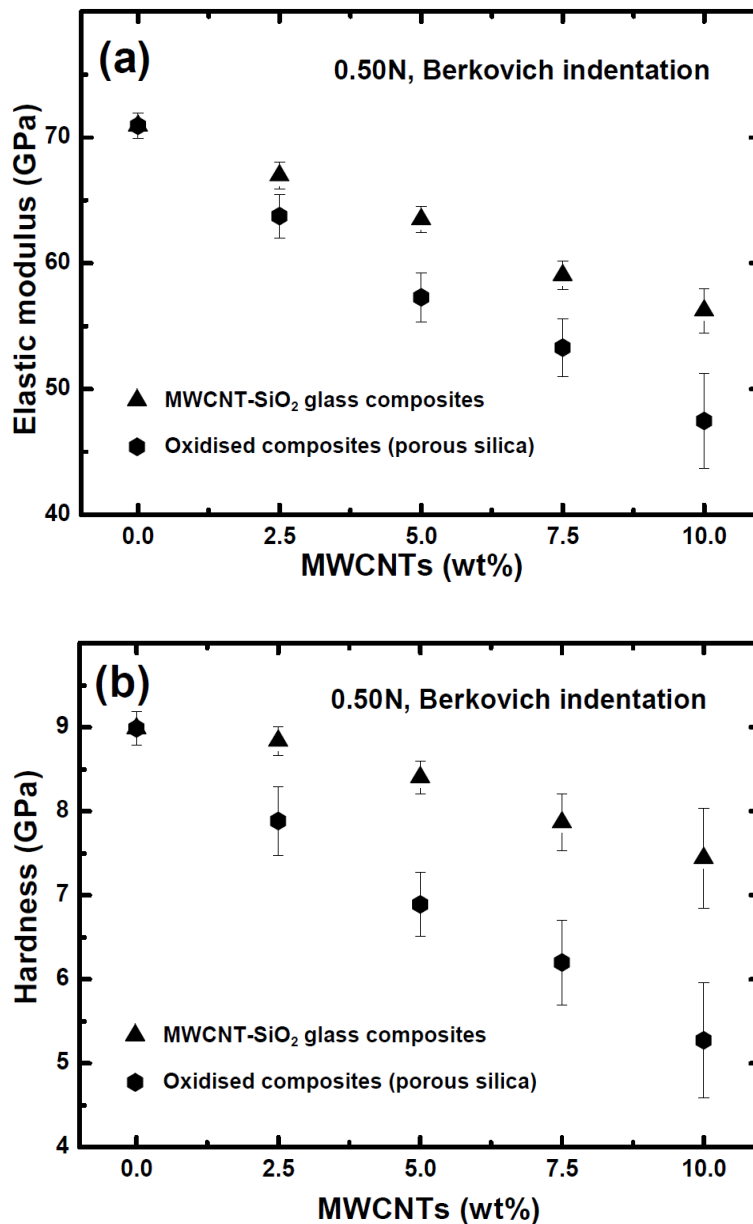 (a)
0.50N, Berkovich indentation
Elastic modulus (GPa)
70
60
50
40
MWCNT-SiO₂ glass composites
Oxidised composites (porous silica)
0.0 2.5 5.0 7.5 10.0
MWCNTs (wt%)
(b)
0.50N, Berkovich indentation
Hardness (GPa)
9
8
7
6
5
4
MWCNT-SiO₂ glass composites
Oxidised composites (porous silica)
0.0 2.5 5.0 7.5 10.0
MWCNTs (wt%)